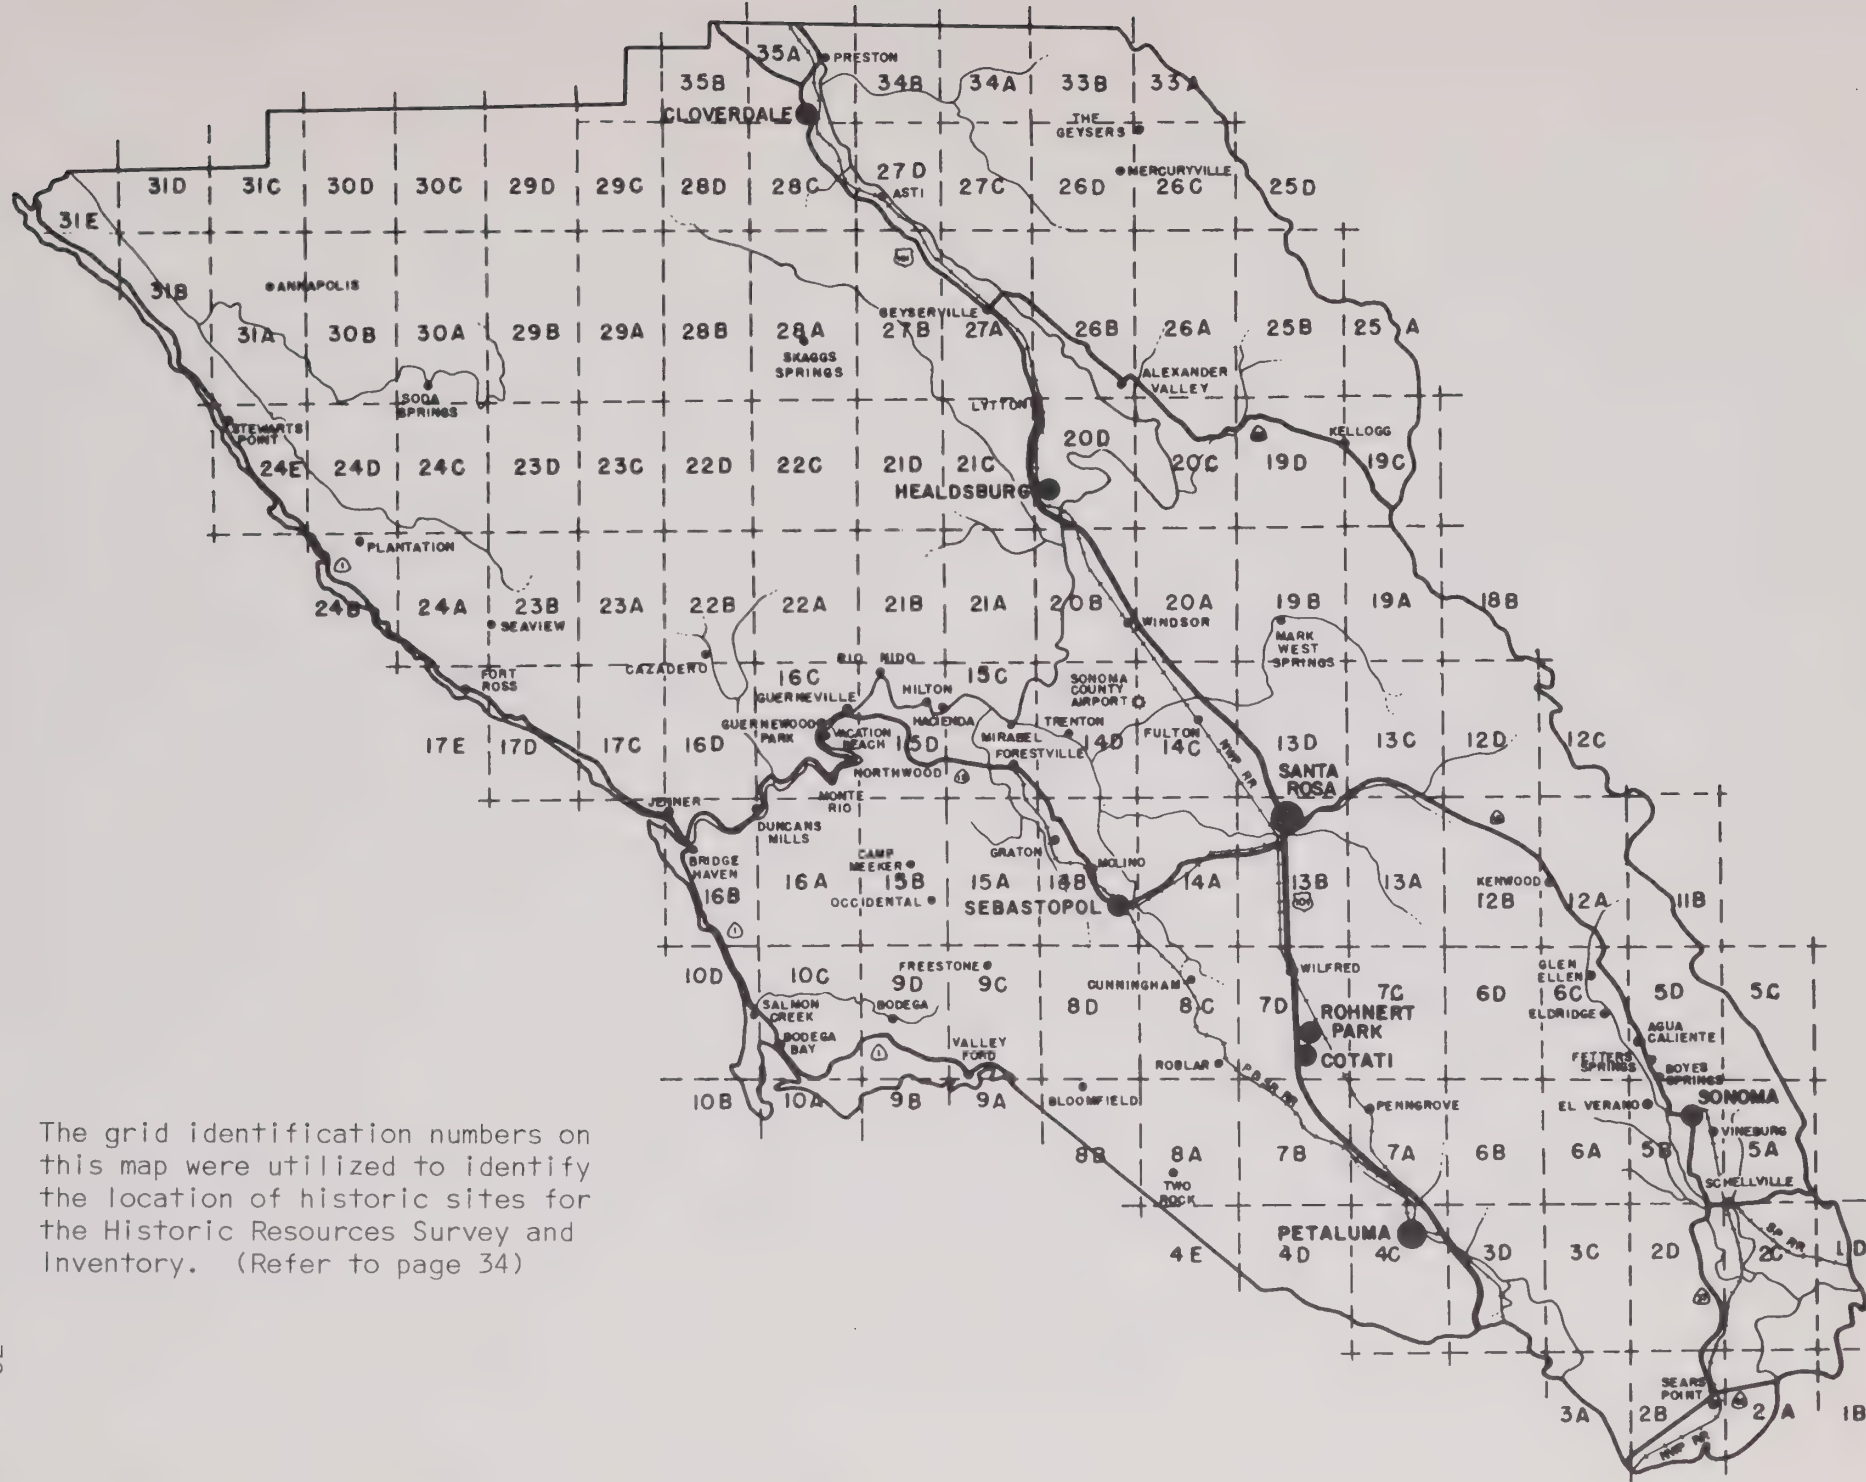 35A
PRESTON
35B
34B
34A
33B
33A
CLOVERDALE
THE
GEYSERS
MERCURYVILLE
31D
31C
30D
30C
29D
29C
28D
28C
27D
ASTI
27C
26D
26C
25D
31E
31B
ANNAPOLIS
31A
30B
30A
29B
29A
28B
28A
SKAGGS
SPRINGS
GEYSERVILLE
27B
27A
26B
26A
25B
25 A
ALEXANDER
VALLEY
SODA
SPRINGS
STEWARTS
POINT
LYTTON
20D
KELLOGG
24E
24D
24C
23D
23C
22D
22C
21D
21C
20C
19D
19C
HEALDSBURG
PLANTATION
1
24B
24A
23B
23A
22B
22A
21B
21A
20B
20A
19B
19A
18B
SEAVIEW
WINDSOR
MARK
WEST
SPRINGS
CAZADERO
RIO NIDO
FORT
ROSS
16C
15C
GUERNEVILLE
HILTON
SONOMA
COUNTY
AIRPORT
GUERNEWOOD
PARK
VACATION
BEACH
HACIENDA
MIRABEL
TRENTON
FULTON
17E
17D
17C
16D
15D
FORESTVILLE
14D
14C
NWP RR
13D
13C
12D
12C
NORTHWOOD
SANTA
ROSA
JENNER
MONTE
RIO
DUNCANS
MILLS
GRATON
MOLINO
BRIDGE
HAVEN
CAMP
MEEKER
16A
15B
15A
14B
14A
13B
13A
KENWOOD
12B
12A
11B
16B
OCCIDENTAL
SEBASTOPOL
101
1
10D
10C
FREESTONE
9D
9C
CUNNINGHAM
8D
8C
WILFRED
7D
7C
6D
GLEN
ELLEN
6C
5D
5C
SALMON
CREEK
BODEGA
ROHNERT
PARK
ELDRIDGE
AGUA
CALIENTE
BODEGA
BAY
1
VALLEY
FORD
ROBLAR
COTATI
FETTERS
SPRINGS
BOYES
SPRINGS
10B
10A
9B
9A
BLOOMFIELD
PENNGROVE
EL VERANO
SONOMA
VINEBURG
8B
8A
7B
7A
6B
6A
5B
5A
TWO
ROCK
SCHELLVILLE
PETALUMA
SP RR
4E
4D
4C
3D
3C
2D
2C
1D
SEARS
POINT
3A
2B
2 A
1B
NWP RR
The grid identification numbers on
this map were utilized to identify
the location of historic sites for
the Historic Resources Survey and
Inventory. (Refer to page 34)